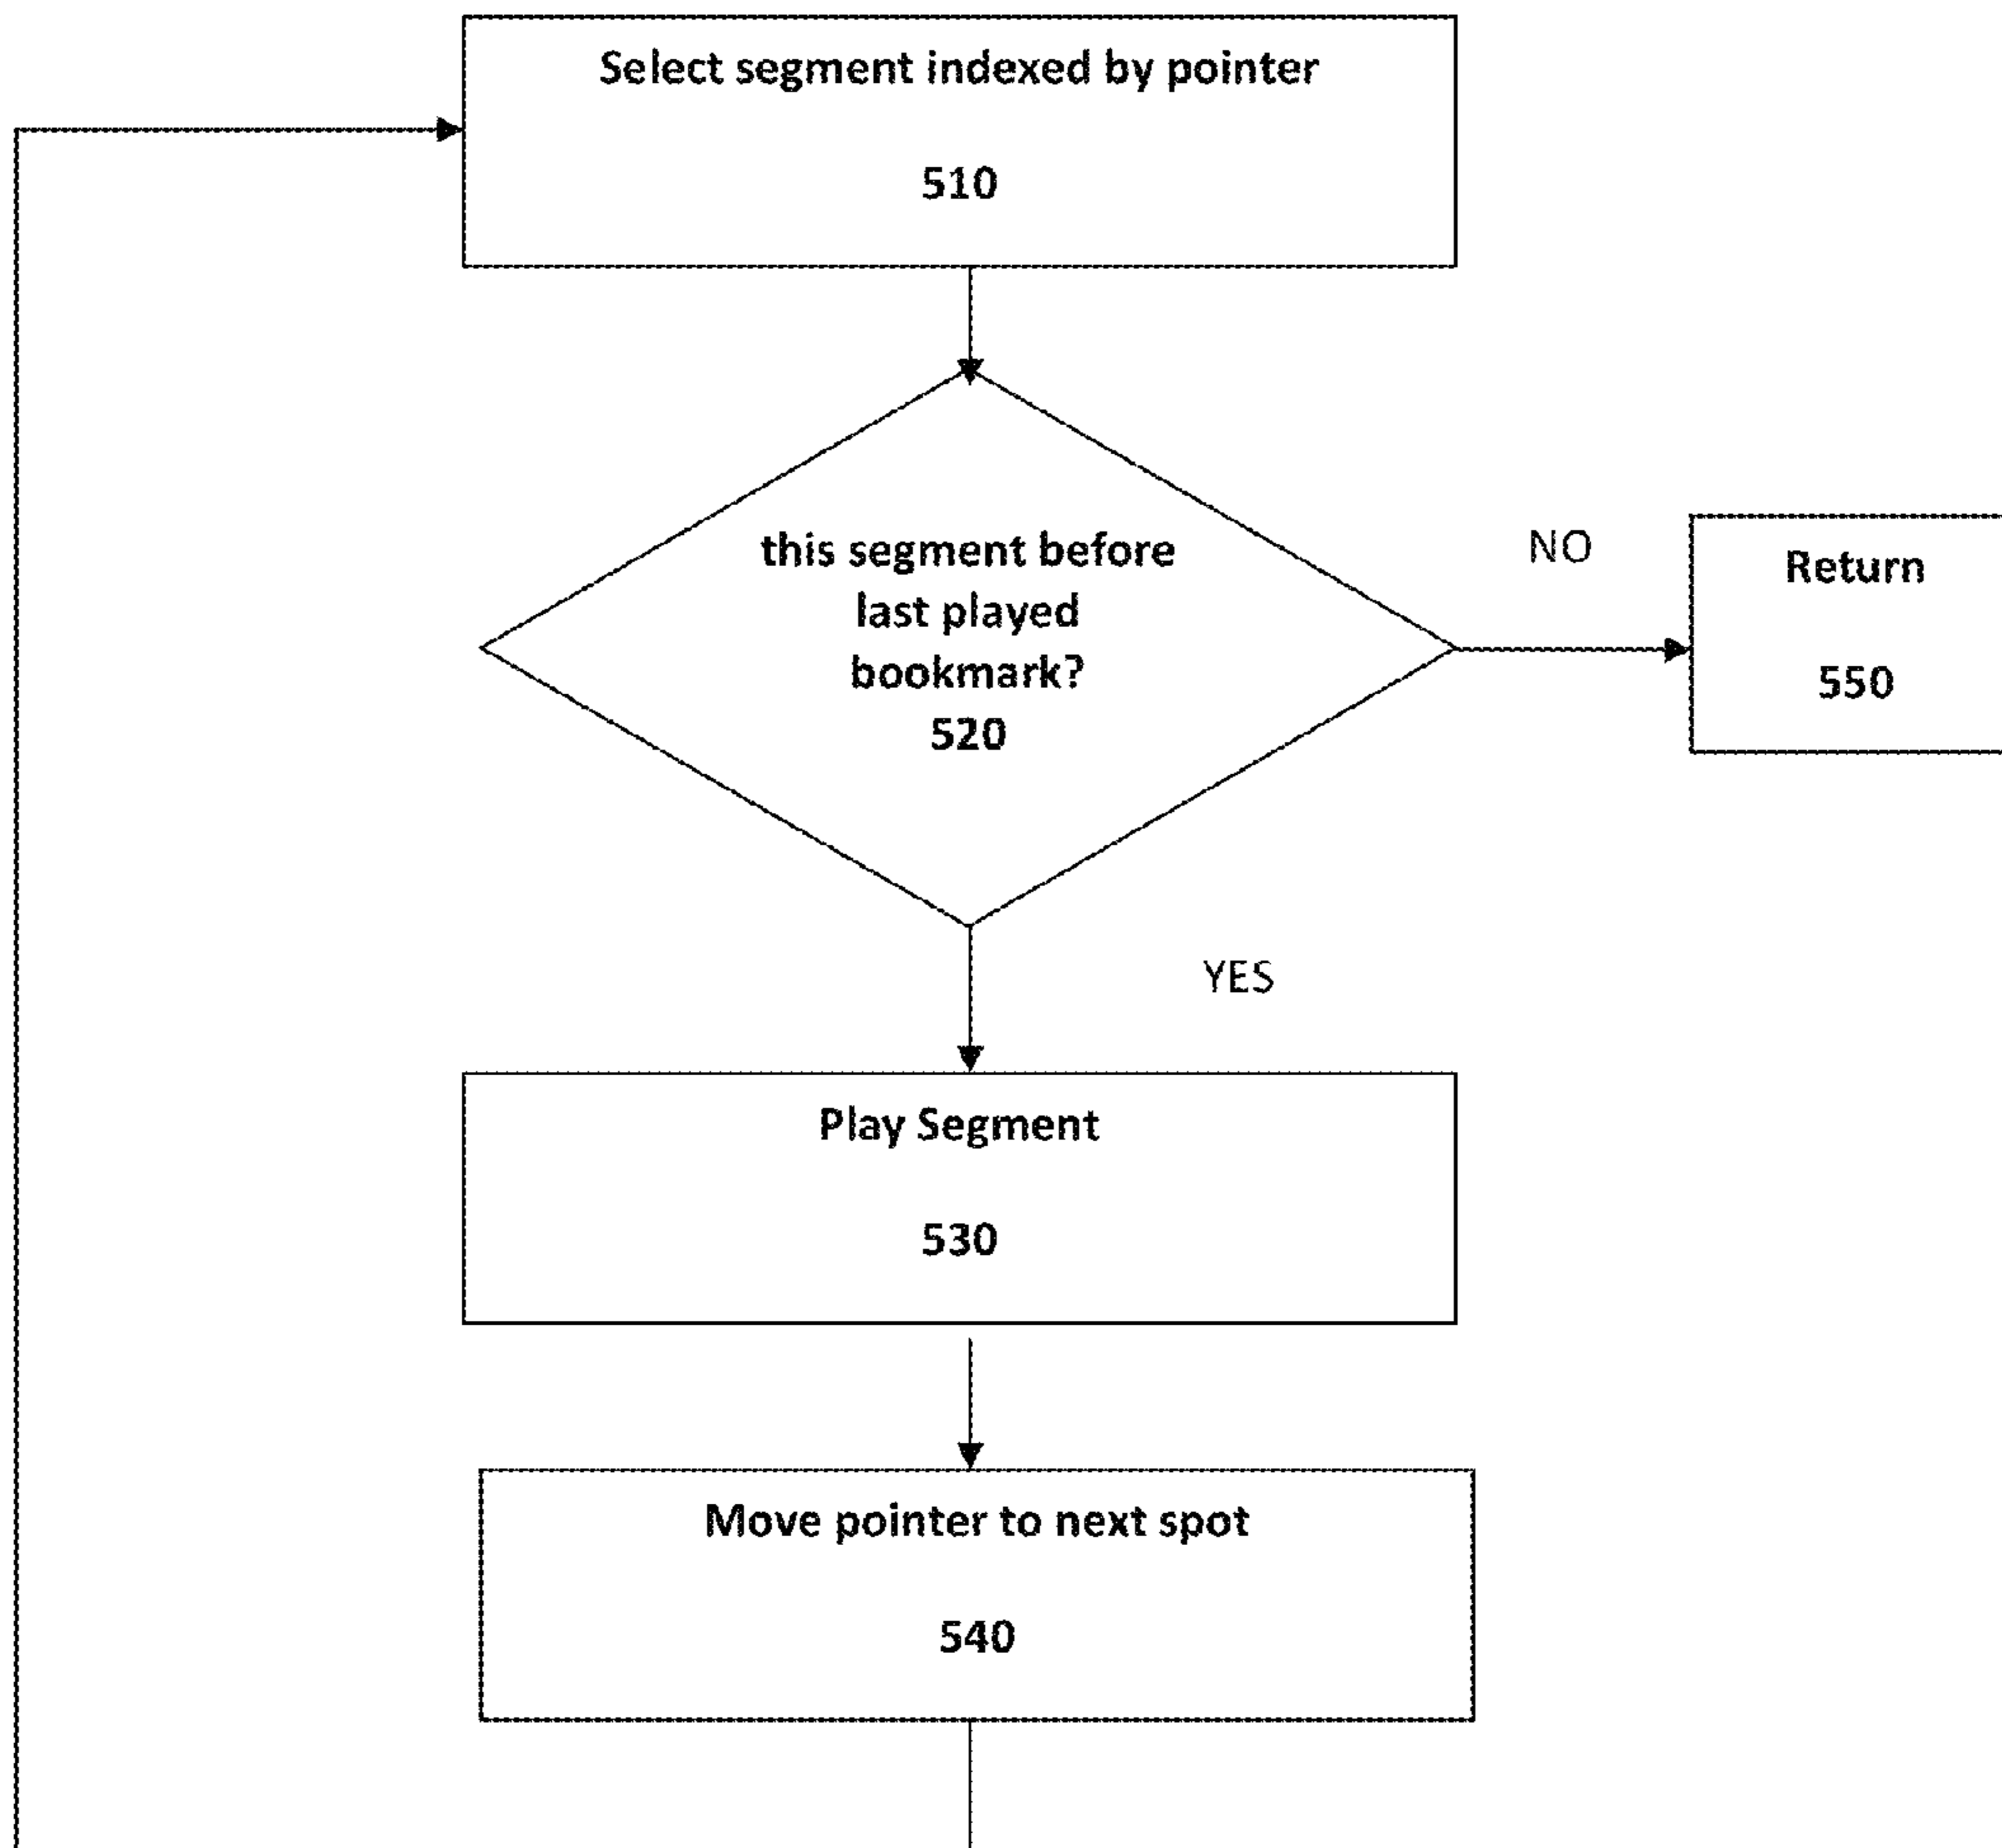 Select segment indexed by pointer
510
this segment before
last played
bookmark?
520
NO
Return
550
YES
Play Segment
530
Move pointer to next spot
540